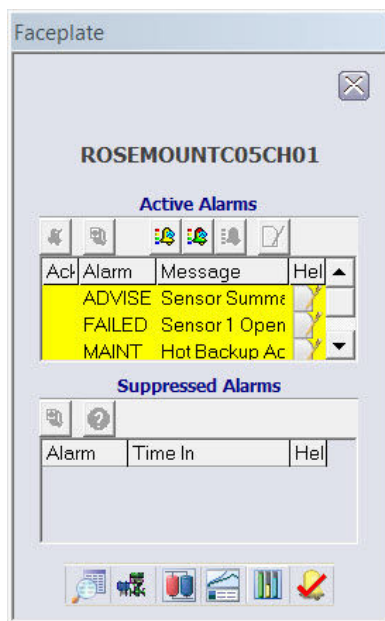 Faceplate
ROSEMOUNTC05CH01
Active Alarms
Ack Alarm Message Hel
ADVISE Sensor Summa
FAILED Sensor 1 Open
MAINT Hot Backup Ac
Suppressed Alarms
Alarm Time In Hel